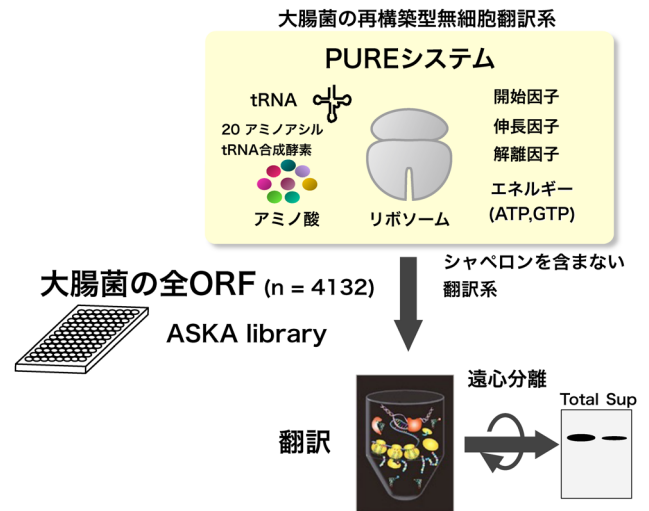 大腸菌の再構築型無細胞翻訳系
PUREシステム
tRNA
20 アミノアシル
tRNA合成酵素
アミノ酸
リボソーム
開始因子
伸長因子
解離因子
エネルギー
(ATP,GTP)
シャペロンを含まない
翻訳系
大腸菌の全ORF (n = 4132)
ASKA library
翻訳
遠心分離
Total Sup